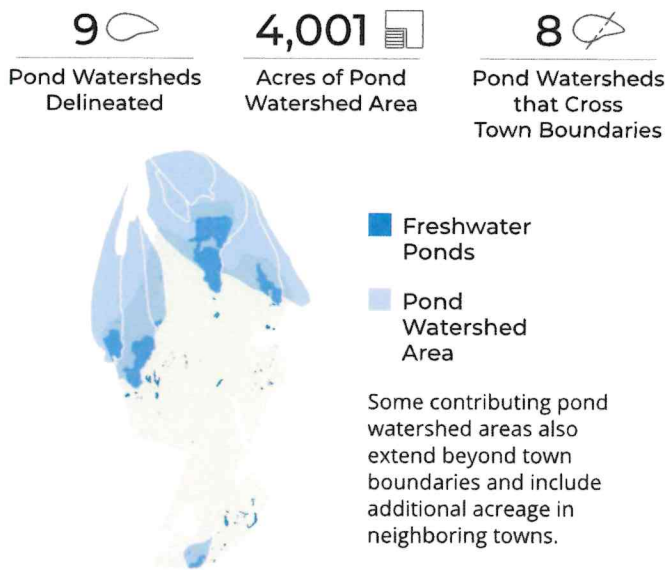 9
Pond Watersheds
Delineated
4,001
Acres of Pond
Watershed Area
8
Pond Watersheds
that Cross
Town Boundaries
Freshwater
Ponds
Pond
Watershed
Area
Some contributing pond
watershed areas also
extend beyond town
boundaries and include
additional acreage in
neighboring towns.